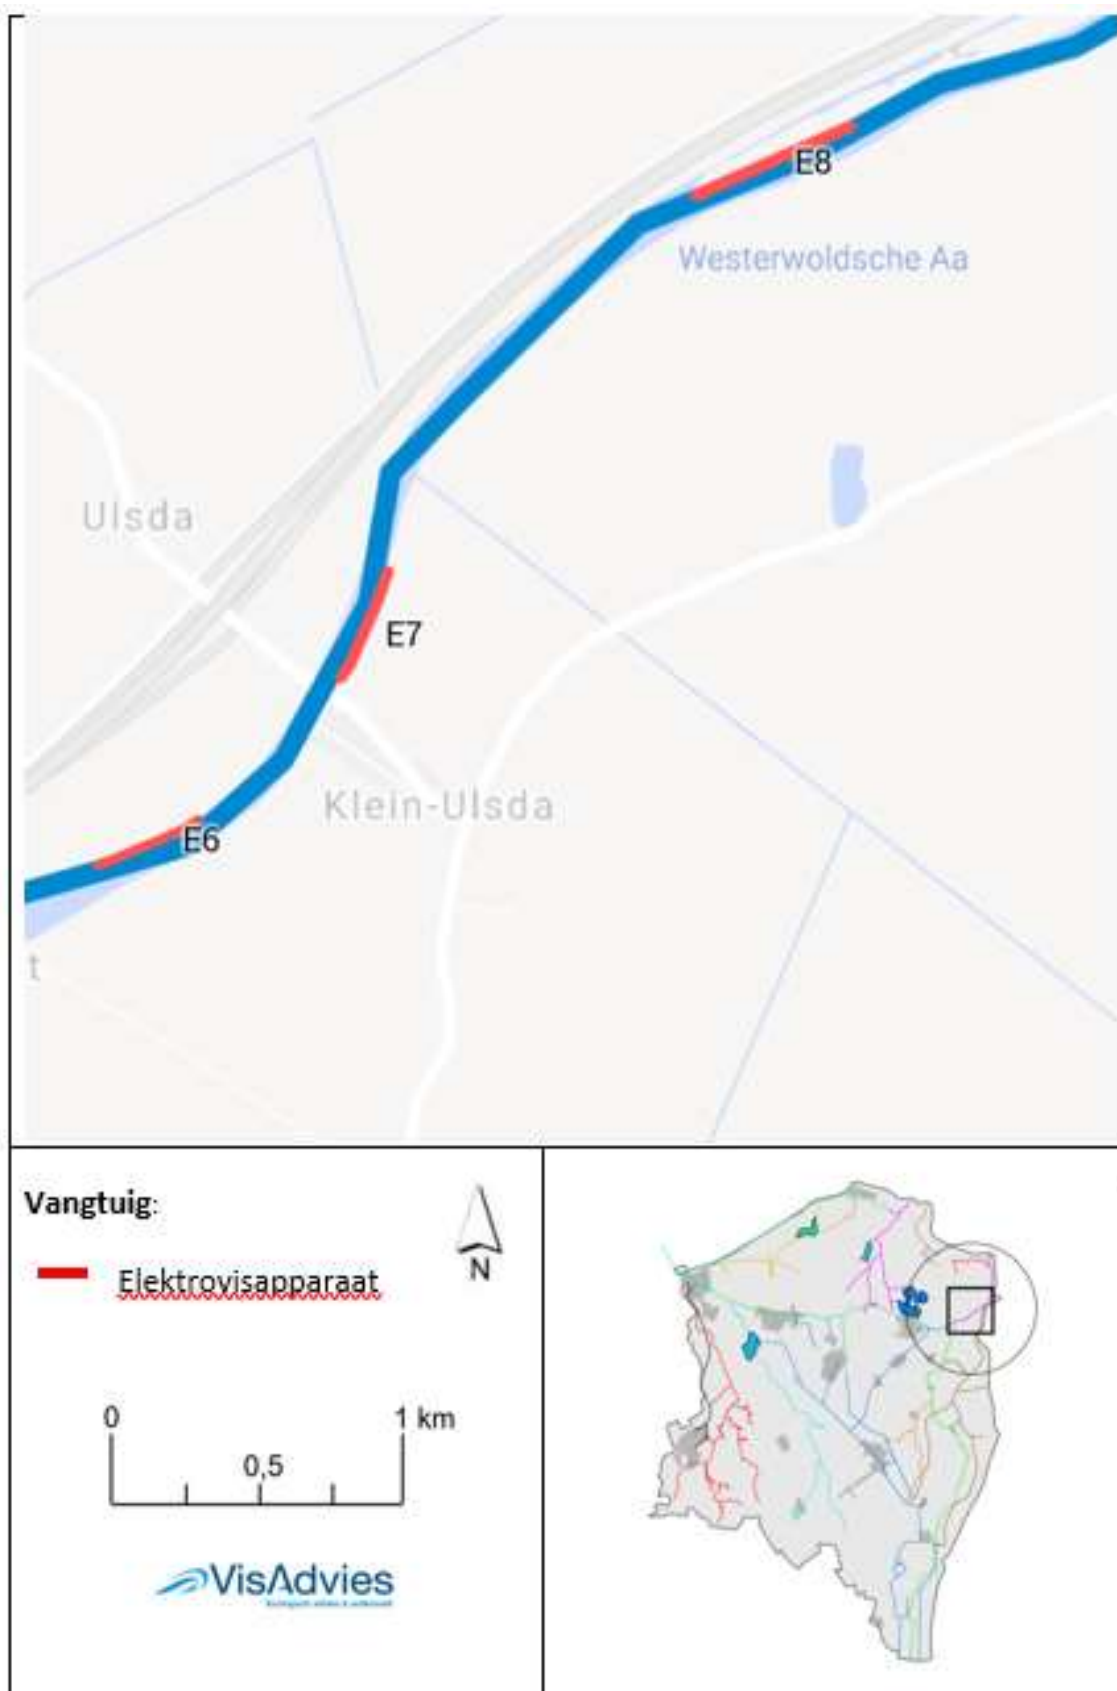 E8
Westerwoldsche Aa
Ulsda
E7
Klein-Ulsda
E6
t
Vangtuig:
N
Elektrovisapparaat
0
1 km
0,5
VisAdvies